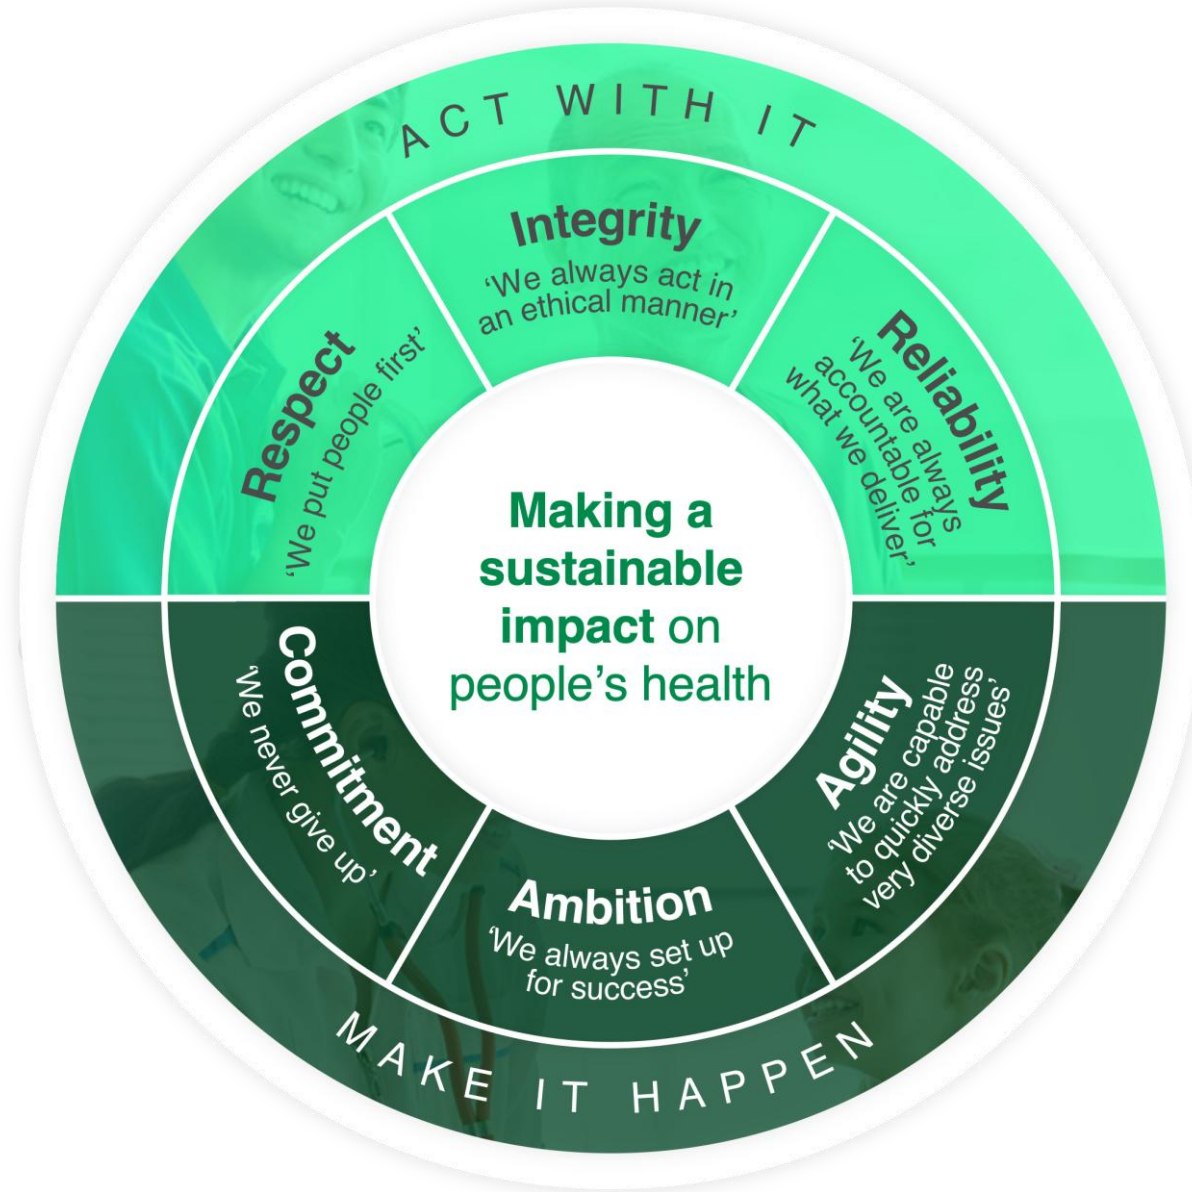 ACT WITH IT
Integrity
‘We always act in
an ethical manner’
Respect
‘We put people first’
Reliability
‘We are always
accountable for
what we deliver’
Making a
sustainable
impact on
people’s health
Commitment
‘We never give up’
Agility
‘We are capable
to quickly address
very diverse issues’
Ambition
‘We always set up
for success’
MAKE IT HAPPEN